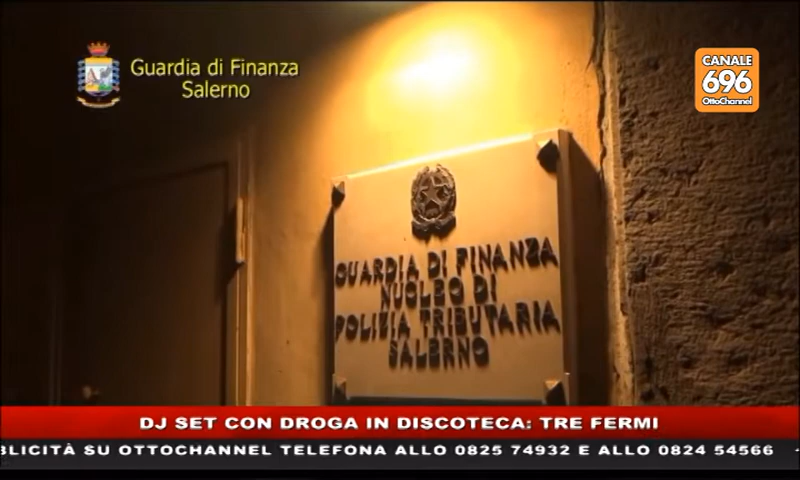 Guardia di Finanza
Salerno
CANALE
696
OttoChannel
GUARDIA DI FINANZA
NUCLEO DI
POLIZIA TRIBUTARIA
SALERNO
DJ SET CON DROGA IN DISCOTECA: TRE FERMI
BLICITÀ SU OTTOCHANNEL TELEFONA ALLO 0825 74932 E ALLO 0824 54566